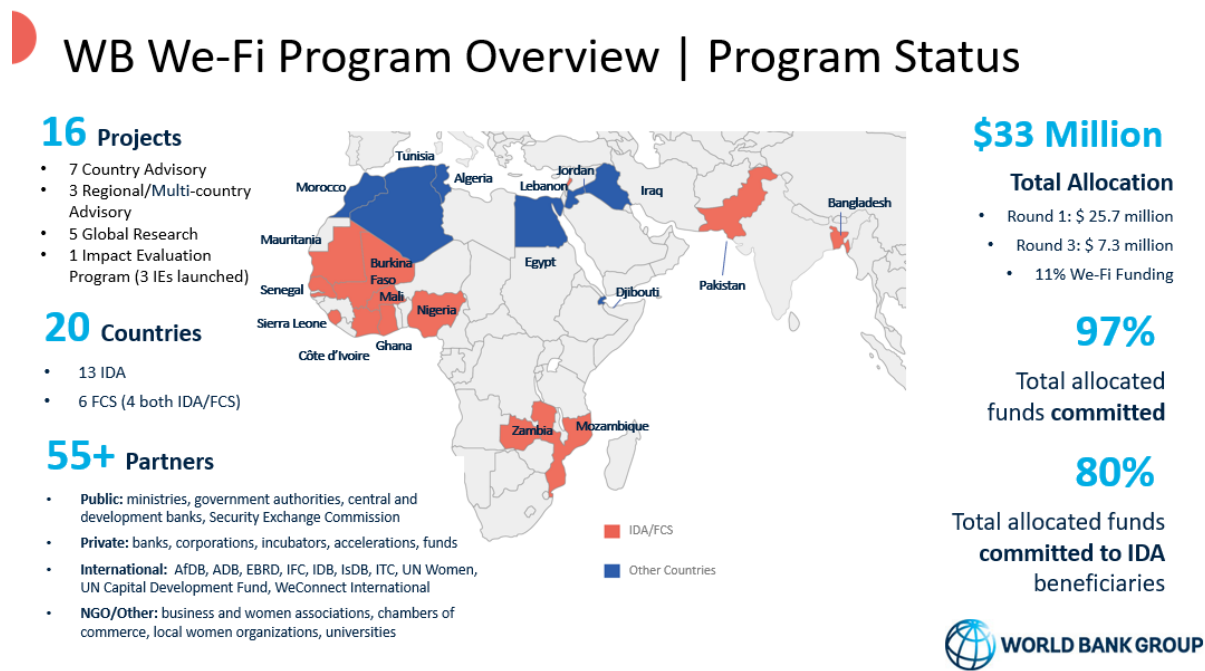 WB We-Fi Program Overview | Program Status
16 Projects
• 7 Country Advisory
• 3 Regional/Multi-country
Advisory
• 5 Global Research
• 1 Impact Evaluation
Program (3 IEs launched)
20 Countries
• 13 IDA
• 6 FCS (4 both IDA/FCS)
55+ Partners
• Public: ministries, government authorities, central and
development banks, Security Exchange Commission
• Private: banks, corporations, incubators, accelerations, funds
• International: AfDB, ADB, EBRD, IFC, IDB, IsDB, ITC, UN Women,
UN Capital Development Fund, WeConnect International
• NGO/Other: business and women associations, chambers of
commerce, local women organizations, universities
Tunisia
Morocco
Algeria
Jordan
Lebanon
Iraq
Bangladesh
Mauritania
Egypt
Burkina
Faso
Pakistan
Senegal
Mali
Djibouti
Nigeria
Sierra Leone
Ghana
Côte d’Ivoire
Zambia
Mozambique
IDA/FCS
Other Countries
$33 Million
Total Allocation
• Round 1: $ 25.7 million
• Round 3: $ 7.3 million
• 11% We-Fi Funding
97%
Total allocated
funds committed
80%
Total allocated funds
committed to IDA
beneficiaries
WORLD BANK GROUP